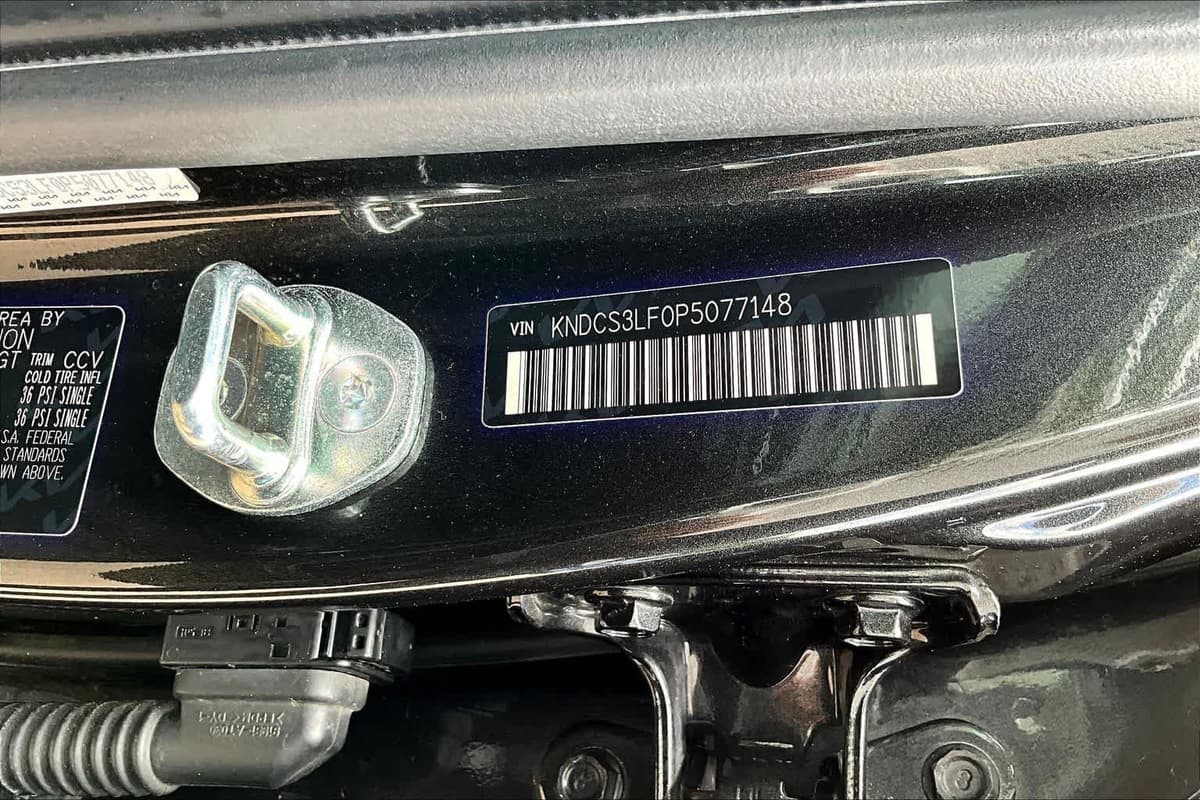 S3LF0P5077148
REA BY
ION
GT TRIM CCV
COLD TIRE INFL
36 PSI SINGLE
36 PSI SINGLE
S.A. FEDERAL
STANDARDS
WN ABOVE.
VIN KNDCS3LF0P5077148